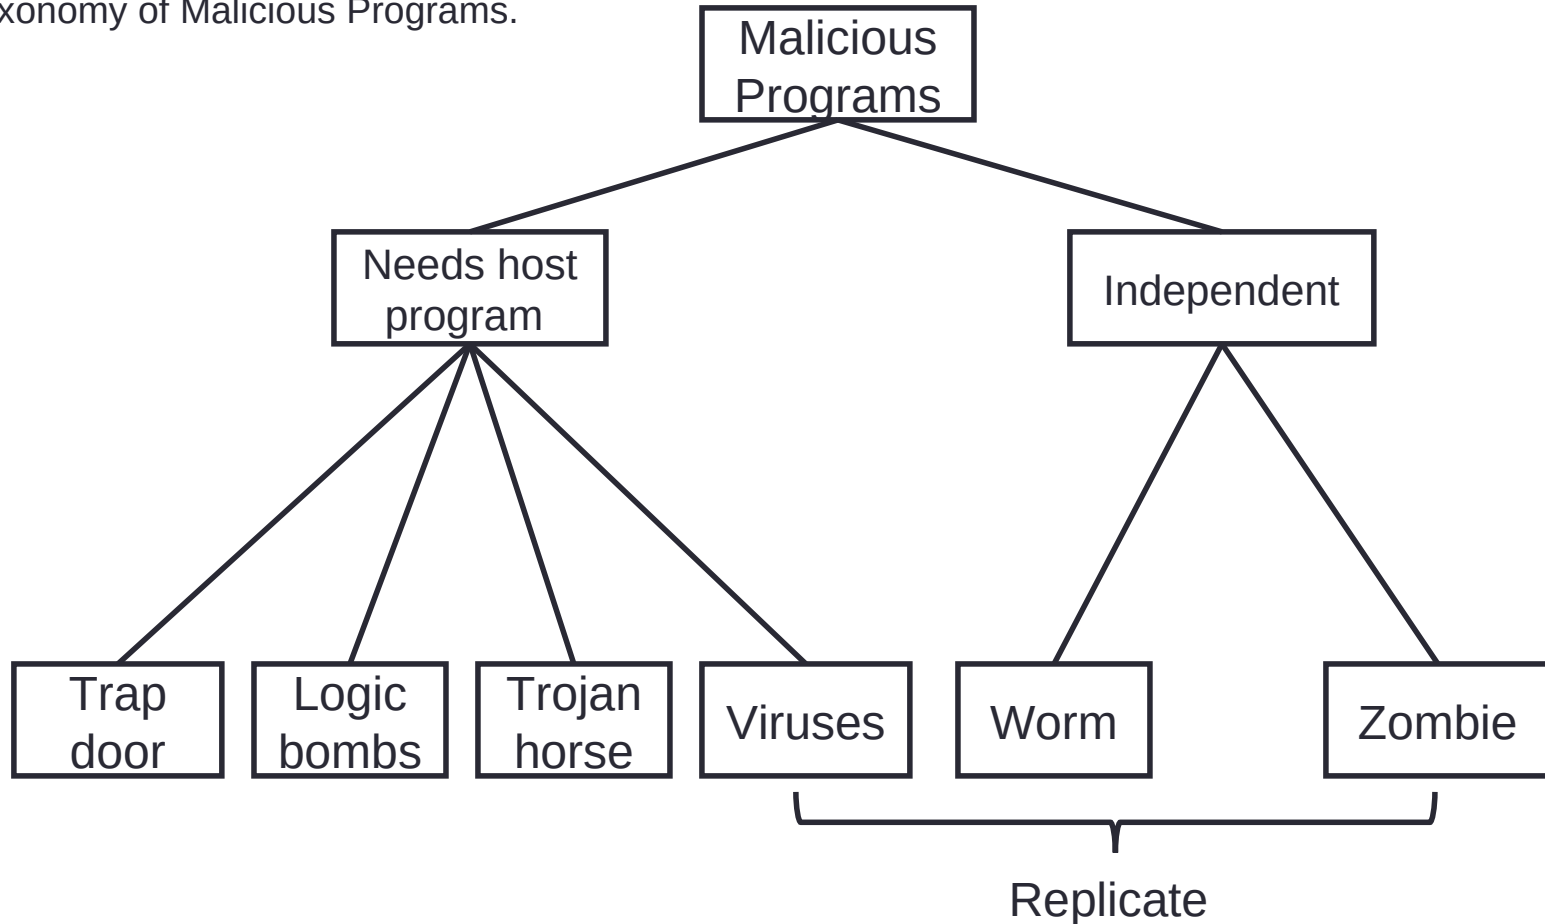 xonomy of Malicious Programs.
Malicious
Programs
Needs host
program
Independent
Trap
door
Logic
bombs
Trojan
horse
Viruses
Worm
Zombie
Replicate